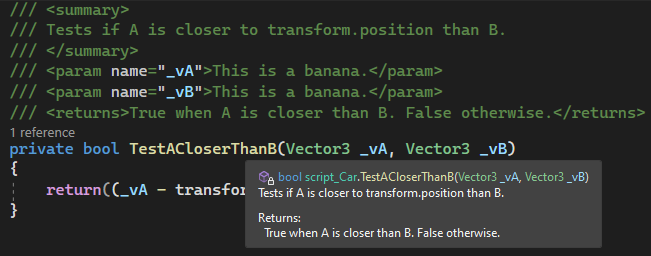 /// <summary>
/// Tests if A is closer to transform.position than B.
/// </summary>
/// <param name="_vA">This is a banana.</param>
/// <param name="_vB">This is a banana.</param>
/// <returns>True when A is closer than B. False otherwise.</returns>
1 reference
private bool TestACloserThanB(Vector3 _vA, Vector3 _vB)
{
return((_vA - transfor
}
bool script_Car.TestACloserThanB(Vector3 _vA, Vector3 _vB)
Tests if A is closer to transform.position than B.
Returns:
True when A is closer than B. False otherwise.